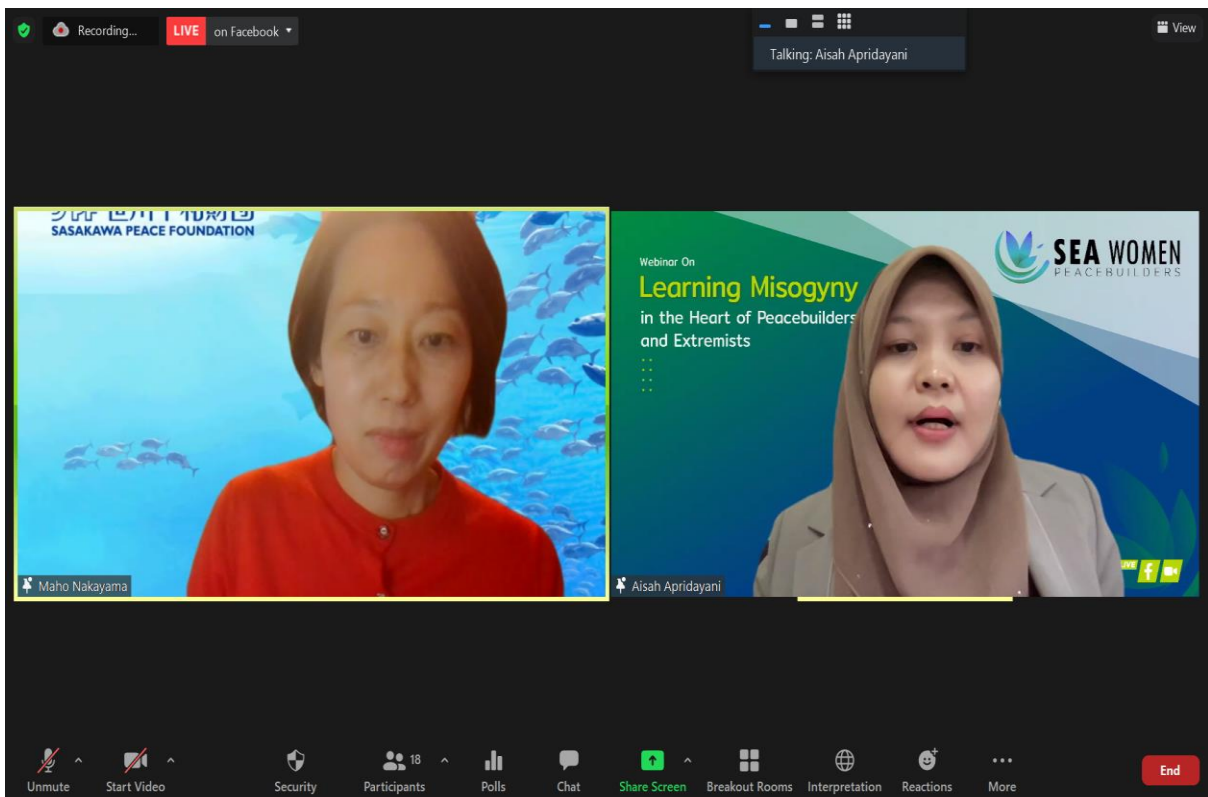 Recording...
LIVE on Facebook
Talking: Aisah Apridayani
View
SASAKAWA PEACE FOUNDATION
Maho Nakayama
Webinar On
Learning Misogyny
in the Heart of Peacebuilders
and Extremists
SEA WOMEN
PEACEBUILDERS
LIVE
Aisah Apridayani
Unmute
Start Video
Security
18
Participants
Polls
Chat
Share Screen
Breakout Rooms
Interpretation
Reactions
More
End